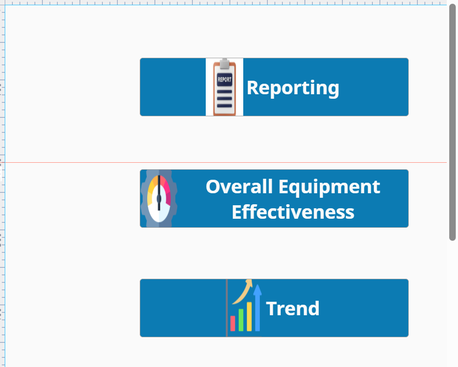 REPORT
Reporting
Overall Equipment
Effectiveness
Trend